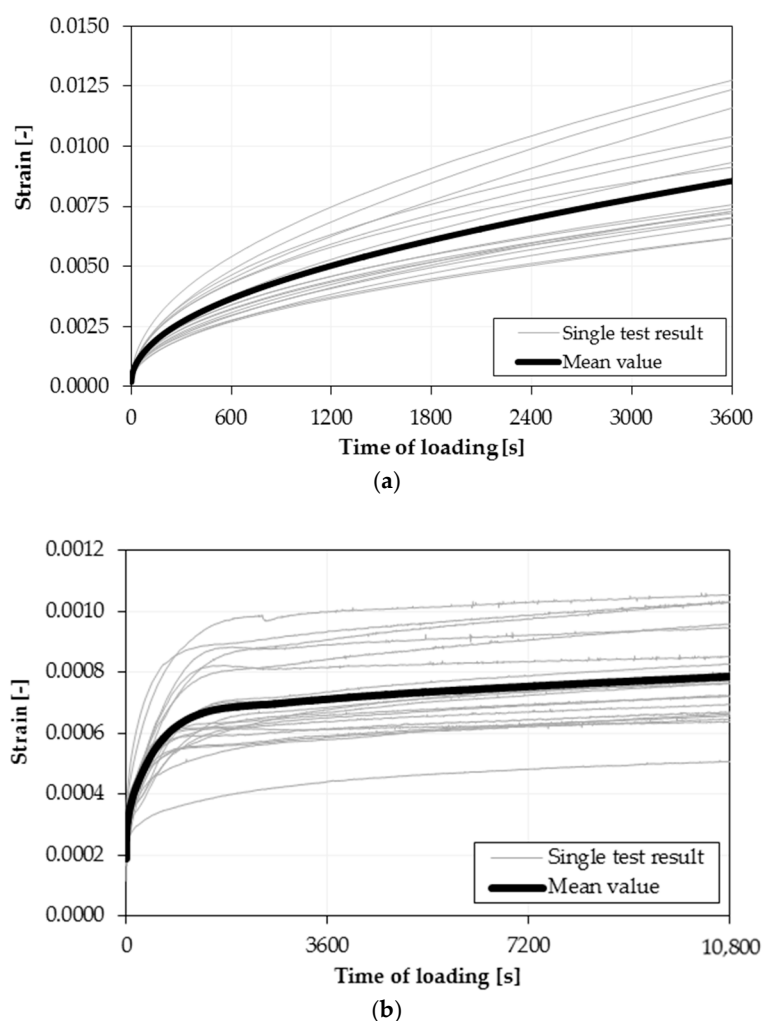 0.0150
0.0125
0.0100
0.0075
0.0050
0.0025
0.0000
Strain [-]
Single test result
Mean value
0 600 1200 1800 2400 3000 3600
Time of loading [s]
(a)
0.0012
0.0010
0.0008
0.0006
0.0004
0.0002
0.0000
Strain [-]
Single test result
Mean value
0 3600 7200 10,800
Time of loading [s]
(b)